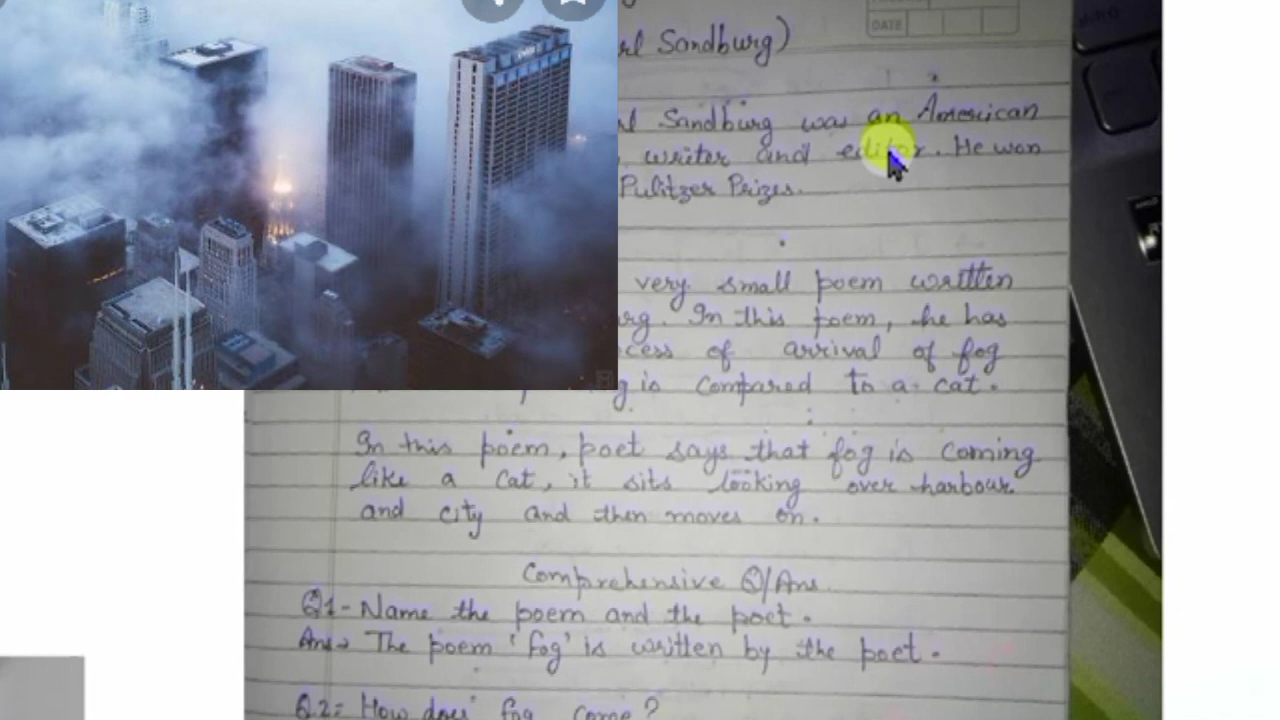 DATE
rl Sandburg)
rl Sandburg was an American
writer and editor. He won
Pulitzer Prizes.
very small poem written
urg. In this poem, he has
cess of arrival of fog
g is compared to a cat.
In this poem, poet says that fog is coming
like a cat, it sits looking over harbour
and city and then moves on.
Comprehensive Q/Ans
Q1- Name the poem and the poet.
Ans→ The poem 'fog' is written by the poet.
Q.2= How does fog come?